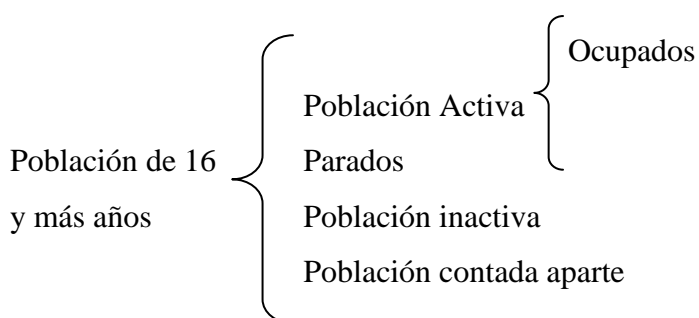 Ocupados
Población Activa
Población de 16
Parados
y más años
Población inactiva
Población contada aparte